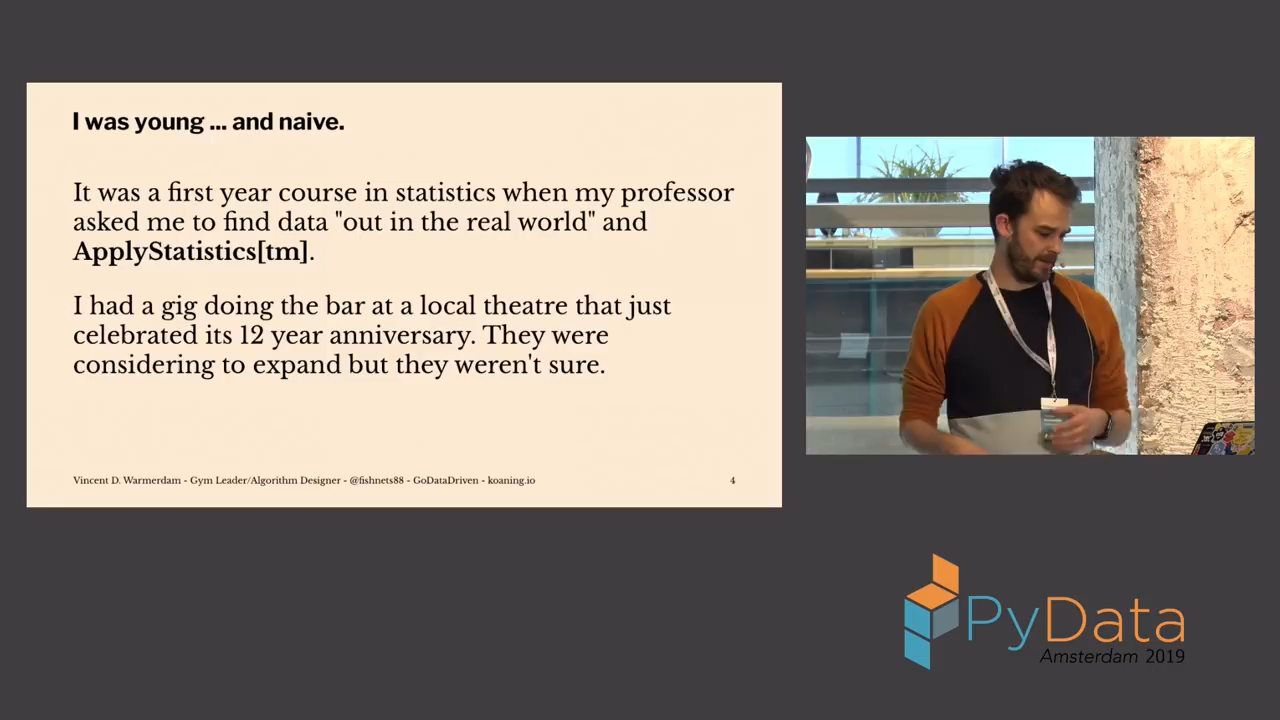 I was young ... and naive.
It was a first year course in statistics when my professor
asked me to find data "out in the real world" and
ApplyStatistics[tm].
I had a gig doing the bar at a local theatre that just
celebrated its 12 year anniversary. They were
considering to expand but they weren't sure.
Vincent D. Warmerdam - Gym Leader/Algorithm Designer - @fishnets88 - GoDataDriven - koaning.io
4
PyData
Amsterdam 2019